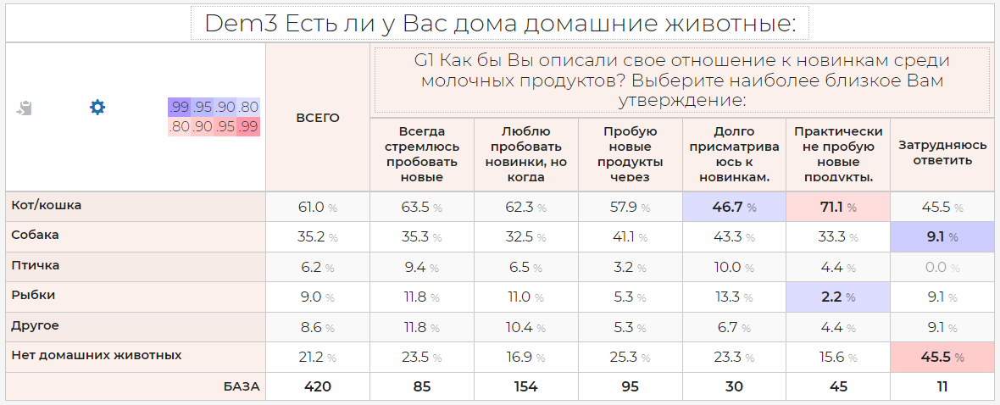 Dem3 Есть ли у Вас дома домашние животные:
.99 .95 .90 .80
.80 .90 .95 .99
ВСЕГО
G1 Как бы Вы описали свое отношение к новинкам среди
молочных продуктов? Выберите наиболее близкое Вам
утверждение:
Всегда
стремлюсь
пробовать
новые
Люблю
пробовать
новинки, но
когда
Пробую
новые
продукты
через
Долго
присматрива
юсь к
новинкам.
Практически
не пробую
новые
продукты.
Затрудняюсь
ответить
Кот/кошка 61.0 % 63.5 % 62.3 % 57.9 % 46.7 % 71.1 % 45.5 %
Собака 35.2 % 35.3 % 32.5 % 41.1 % 43.3 % 33.3 % 9.1 %
Птичка 6.2 % 9.4 % 6.5 % 3.2 % 10.0 % 4.4 % 0.0 %
Рыбки 9.0 % 11.8 % 11.0 % 5.3 % 13.3 % 2.2 % 9.1 %
Другое 8.6 % 11.8 % 10.4 % 5.3 % 6.7 % 4.4 % 9.1 %
Нет домашних животных 21.2 % 23.5 % 16.9 % 25.3 % 23.3 % 15.6 % 45.5 %
БАЗА 420 85 154 95 30 45 11